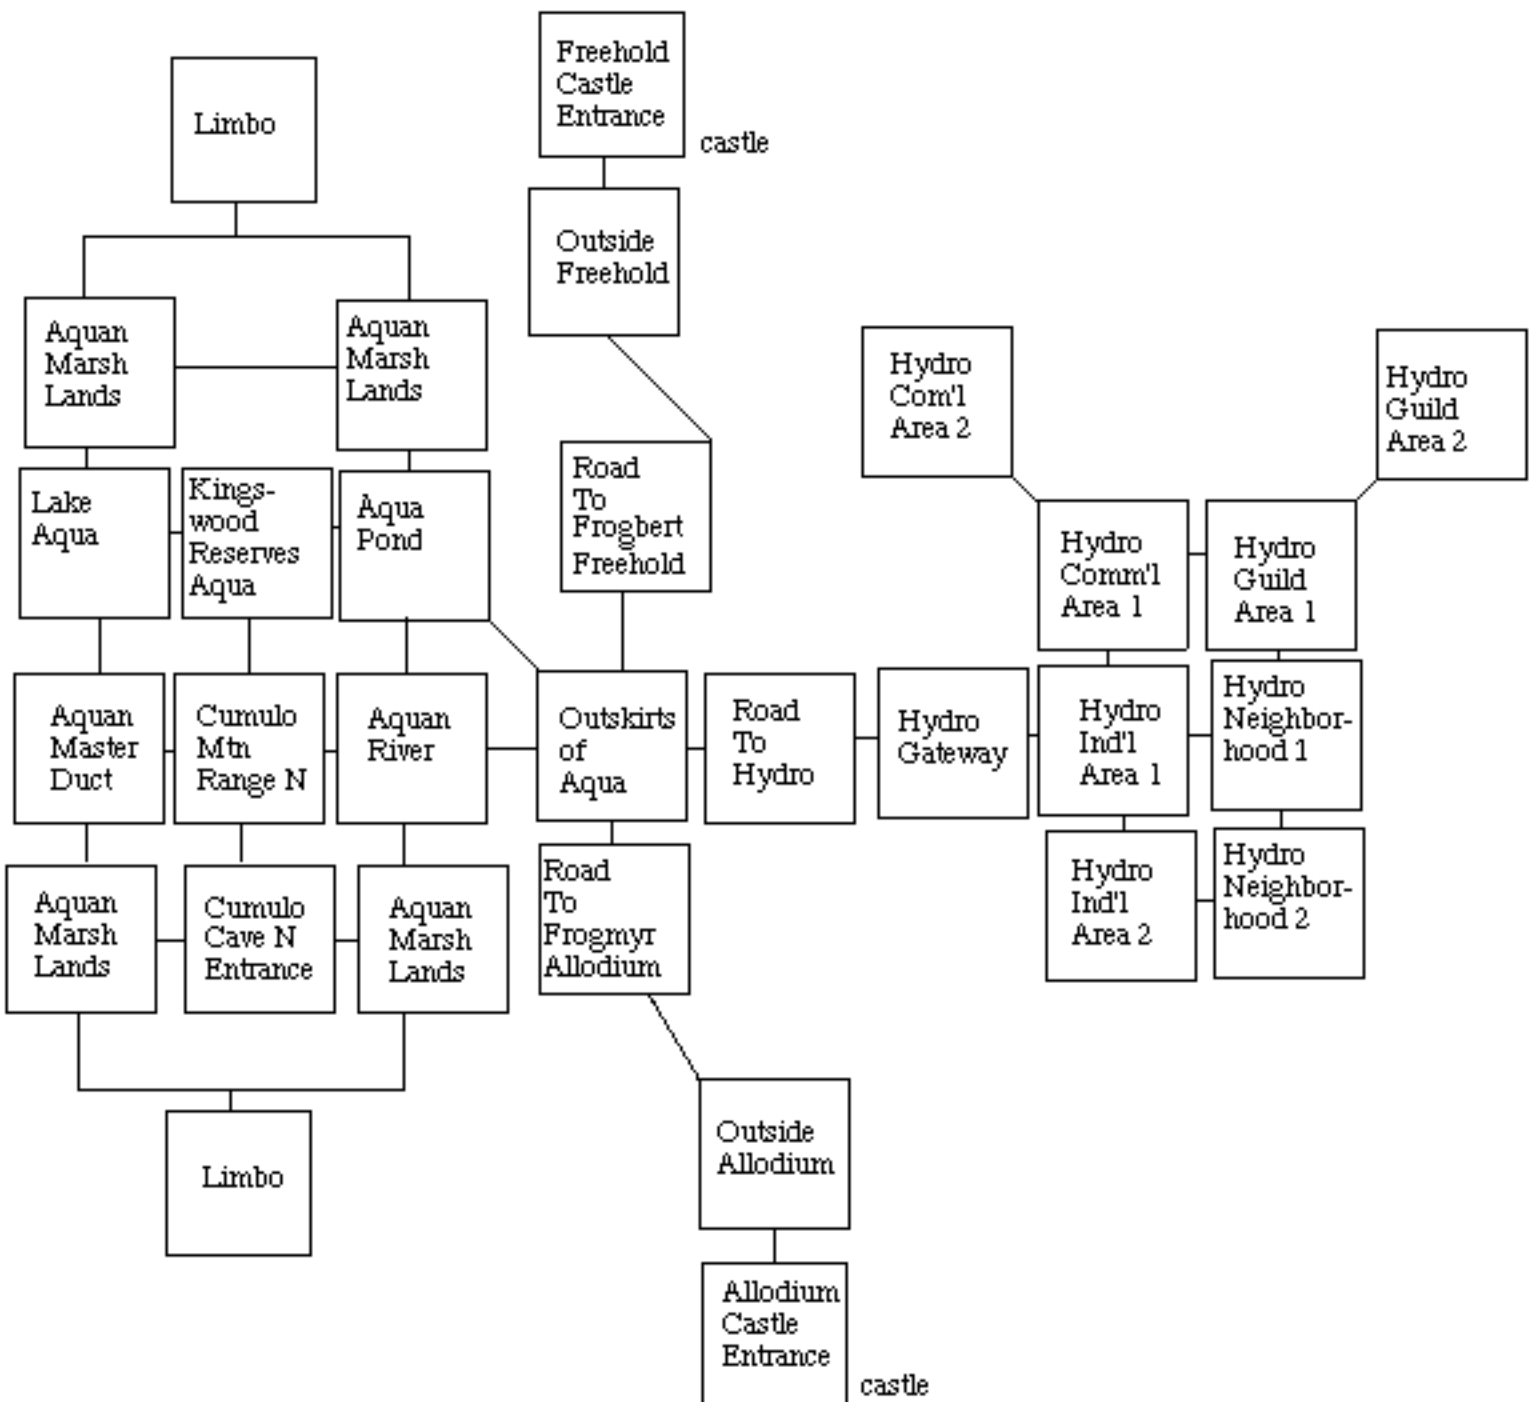 Freehold
Castle
Entrance
castle
Limbo
Outside
Freehold
Aquan
Marsh
Lands
Aquan
Marsh
Lands
Hydro
Com'l
Area 2
Hydro
Guild
Area 2
Lake
Aqua
Kings-
wood
Reserves
Aqua
Aqua
Pond
Road
To
Frogbert
Freehold
Hydro
Comm'l
Area 1
Hydro
Guild
Area 1
Aquan
Master
Duct
Cumulo
Mtn
Range N
Aquan
River
Outskirts
of
Aqua
Road
To
Hydro
Hydro
Gateway
Hydro
Ind'l
Area 1
Hydro
Neighbor-
hood 1
Aquan
Marsh
Lands
Cumulo
Cave N
Entrance
Aquan
Marsh
Lands
Road
To
Frogmyr
Allodium
Hydro
Ind'l
Area 2
Hydro
Neighbor-
hood 2
Limbo
Outside
Allodium
Allodium
Castle
Entrance
castle